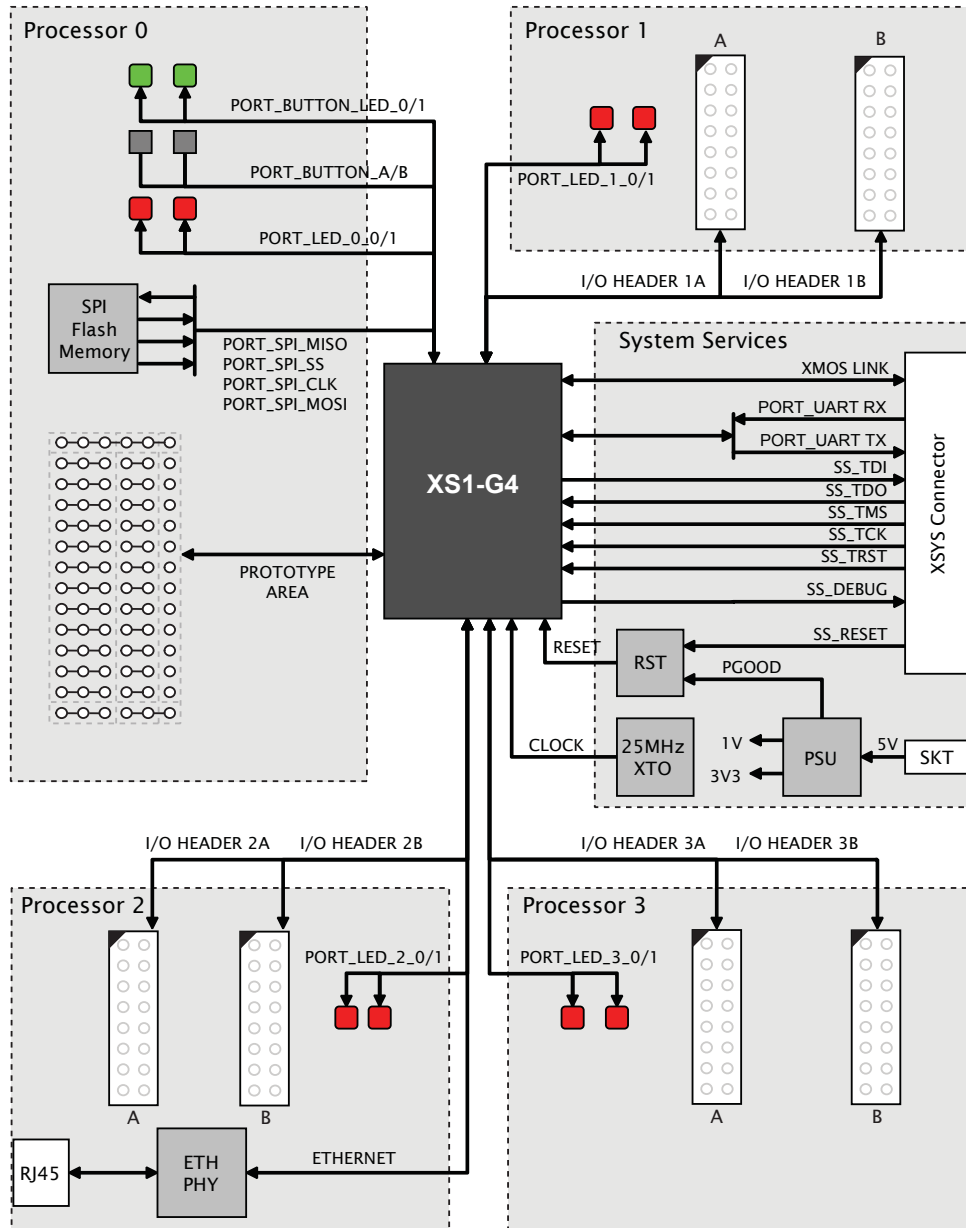 Processor 0
PORT_BUTTON_LED_0/1
PORT_BUTTON_A/B
PORT_LED_0_0/1
SPI
Flash
Memory
PORT_SPI_MISO
PORT_SPI_SS
PORT_SPI_CLK
PORT_SPI_MOSI
PROTOTYPE
AREA
Processor 1
A
B
PORT_LED_1_0/1
I/O HEADER 1A
I/O HEADER 1B
XS1-G4
System Services
XMOS LINK
PORT_UART RX
PORT_UART TX
SS_TDI
SS_TDO
SS_TMS
SS_TCK
SS_TRST
SS_DEBUG
SS_RESET
XSYS Connector
RESET
RST
PGOOD
CLOCK
25MHz
XTO
1V
3V3
PSU
5V
SKT
I/O HEADER 2A
I/O HEADER 2B
Processor 2
PORT_LED_2_0/1
A
B
RJ45
ETH
PHY
ETHERNET
I/O HEADER 3A
I/O HEADER 3B
Processor 3
PORT_LED_3_0/1
A
B